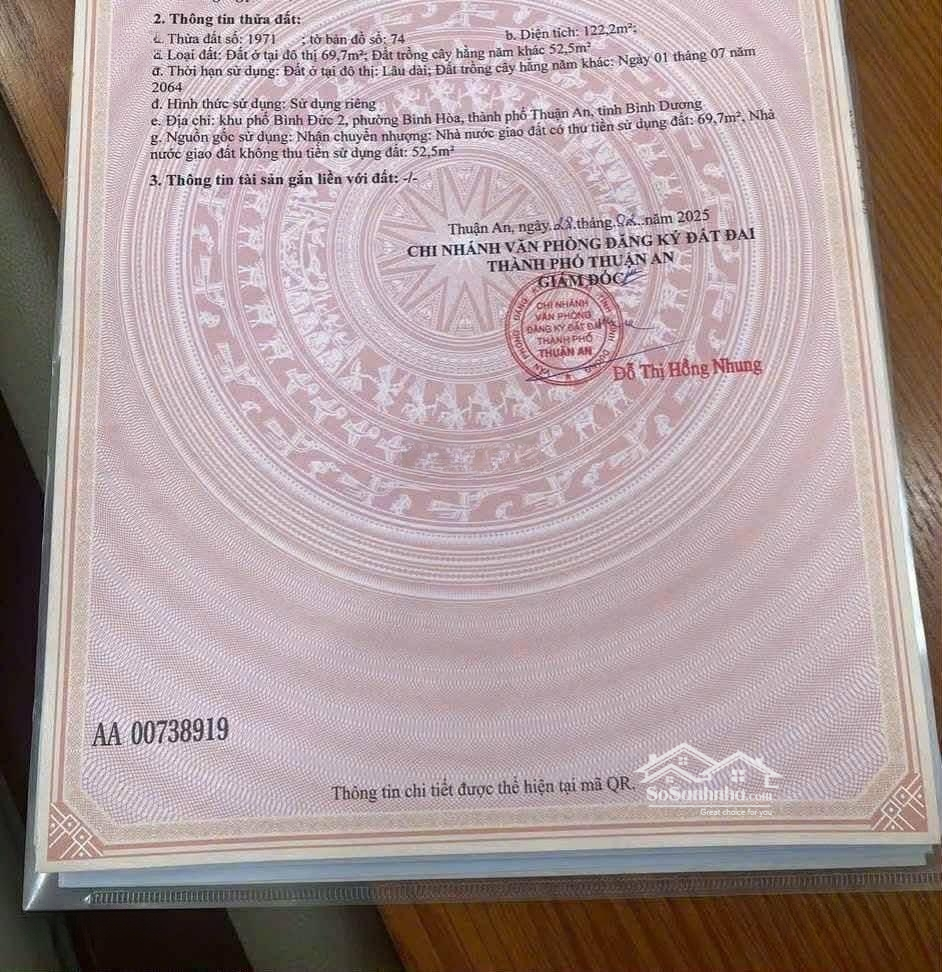 2. Thông tin thửa đất:
a. Thửa đất số: 1971 ; tờ bản đồ số: 74 b. Diện tích: 122,2m²;
c. Loại đất: Đất ở tại đô thị 69,7m²; Đất trồng cây hằng năm khác 52,5m²
d. Thời hạn sử dụng: Đất ở tại đô thị: Lâu dài; Đất trồng cây hằng năm khác: Ngày 01 tháng 07 năm
2064
đ. Hình thức sử dụng: Sử dụng riêng
e. Địa chỉ: khu phố Bình Đức 2, phường Bình Hòa, thành phố Thuận An, tỉnh Bình Dương
g. Nguồn gốc sử dụng: Nhận chuyển nhượng: Nhà nước giao đất có thu tiền sử dụng đất: 69,7m², Nhà
nước giao đất không thu tiền sử dụng đất: 52,5m²
3. Thông tin tài sản gắn liền với đất: -/-
Thuận An, ngày 28 tháng 02 năm 2025
CHI NHÁNH VĂN PHÒNG ĐĂNG KÝ ĐẤT ĐAI
THÀNH PHỐ THUẬN AN
GIÁM ĐỐC
CHI NHÁNH
VĂN PHÒNG
ĐĂNG KÝ ĐẤT ĐAI
THÀNH PHỐ
THUẬN AN
Đỗ Thị Hồng Nhung
AA 00738919
Thông tin chi tiết được thể hiện tại mã QR.
SoSanhnha.com
Great choice for you